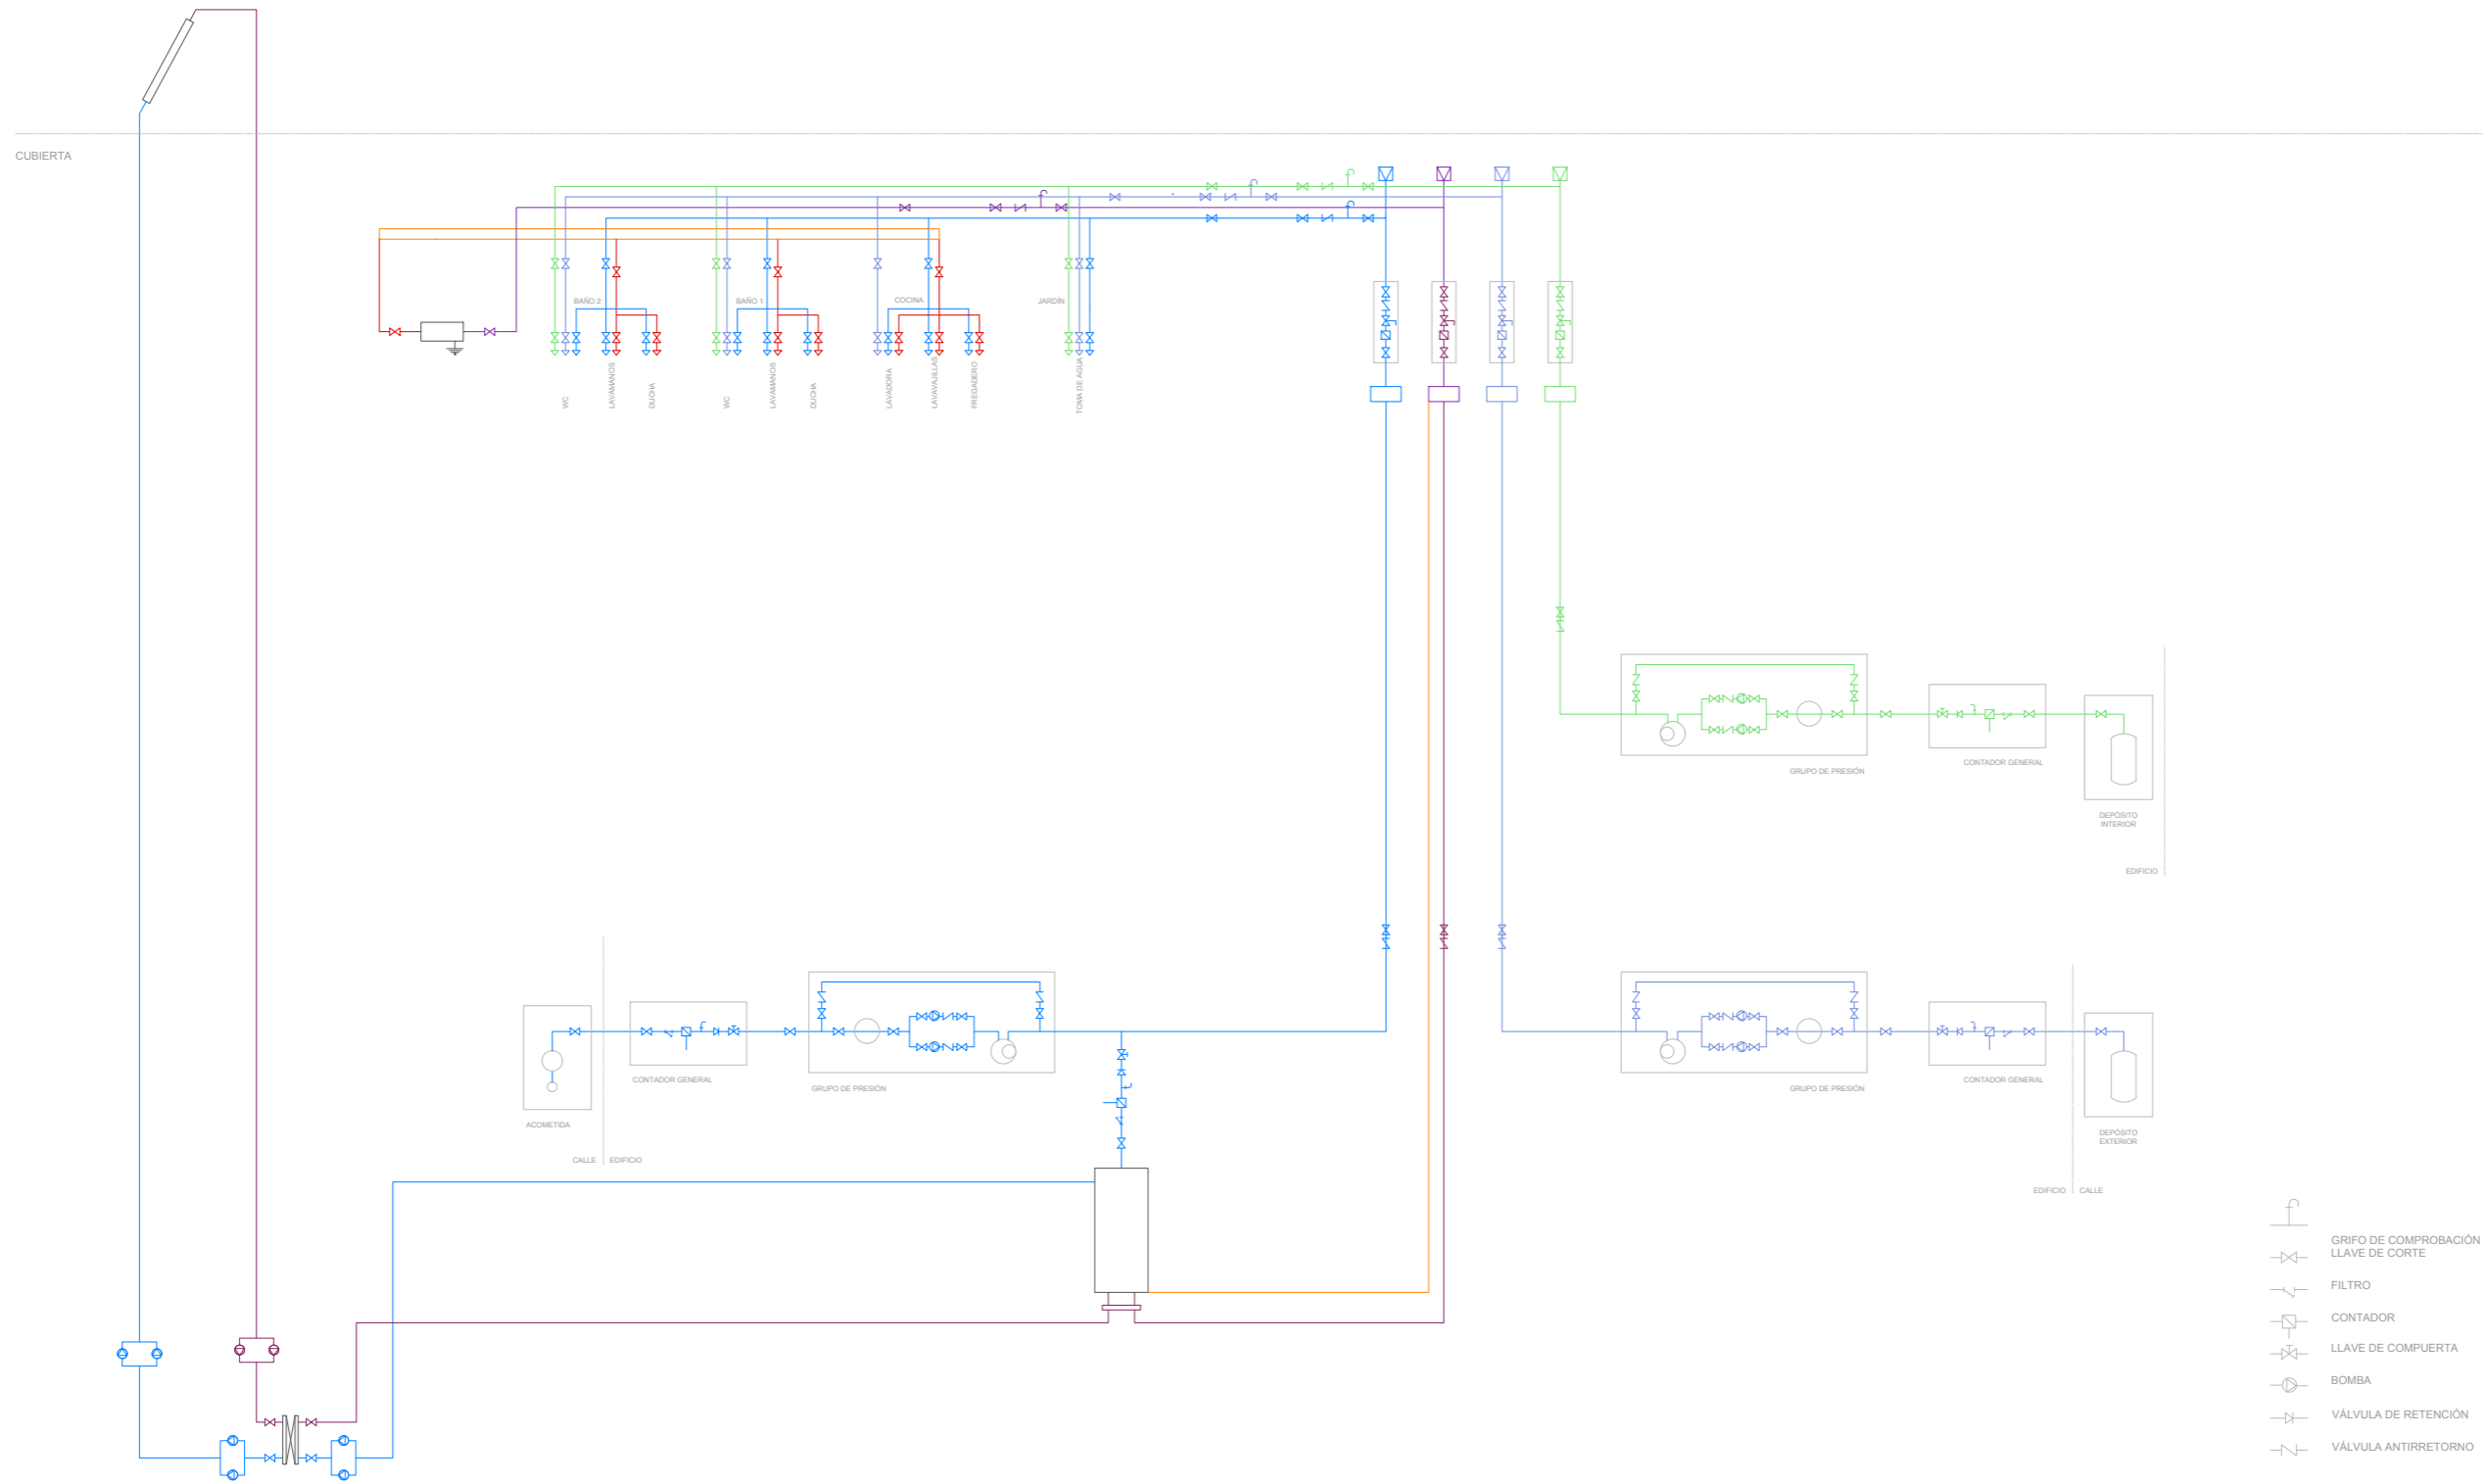 CUBIERTA
BAÑO 2
BAÑO 1
COCINA
JARDÍN
WC
LAVAMANOS
DUCHA
WC
LAVAMANOS
DUCHA
LAVADORA
LAVAVAJILLAS
FREGADERO
TOMA DE AGUA
GRUPO DE PRESIÓN
CONTADOR GENERAL
DEPÓSITO
INTERIOR
EDIFICIO
ACOMETIDA
CALLE
EDIFICIO
CONTADOR GENERAL
GRUPO DE PRESIÓN
GRUPO DE PRESIÓN
CONTADOR GENERAL
DEPÓSITO
EXTERIOR
EDIFICIO
CALLE
GRIFO DE COMPROBACIÓN
LLAVE DE CORTE
FILTRO
CONTADOR
LLAVE DE COMPUERTA
BOMBA
VÁLVULA DE RETENCIÓN
VÁLVULA ANTIRRETORNO